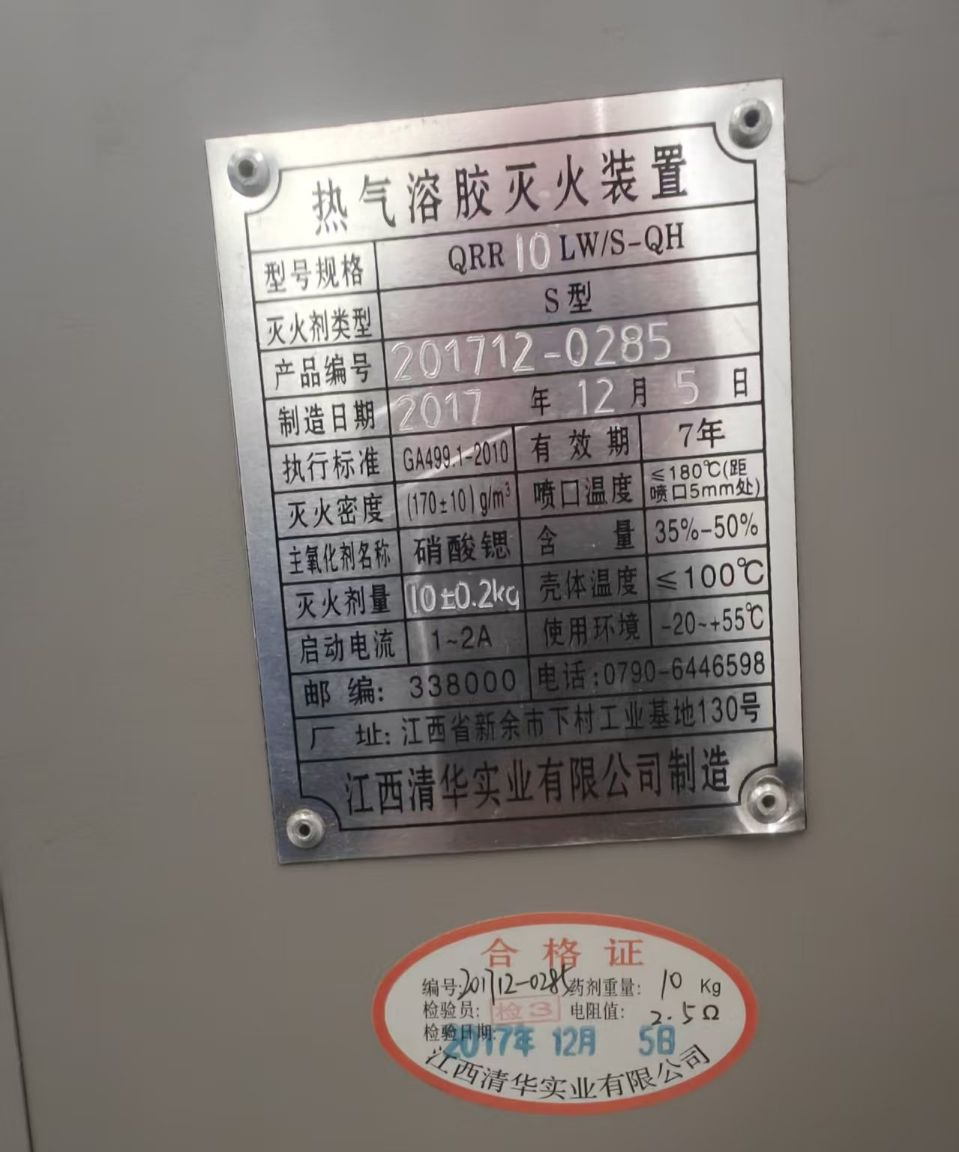 热气溶胶灭火装置
型号规格 QRR 10 LW/S-QH
灭火剂类型 S型
产品编号 201712-0285
制造日期 2017 年 12 月 5 日
执行标准 GA499.1-2010 有效期 7年
灭火密度 (170±10)g/m³ 喷口温度 ≤180℃(距喷口5mm处)
主氧化剂名称 硝酸锶 含量 35%-50%
灭火剂量 10±0.2kg 壳体温度 ≤100℃
启动电流 1~2A 使用环境 -20~+55℃
邮编: 338000 电话:0790-6446598
厂址:江西省新余市下村工业基地130号
江西清华实业有限公司制造
合格证
编号:201712-0285 药剂重量: 10 Kg
检验员: 检3 电阻值: 2.5Ω
检验日期: 2017年 12月 5日
江西清华实业有限公司